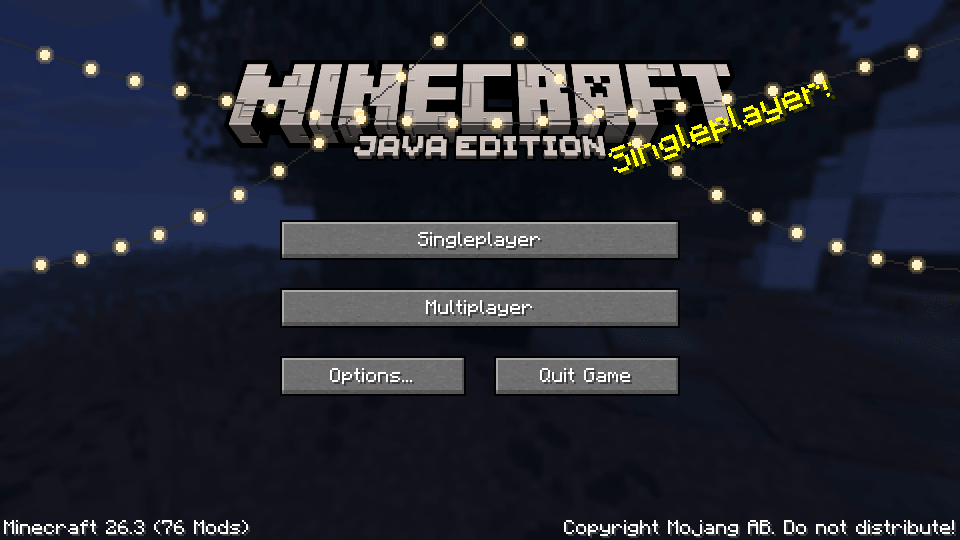 MINECRAFT
JAVA EDITION
Singleplayer!
Singleplayer
Multiplayer
Options...
Quit Game
Minecraft 26.3 (76 Mods)
Copyright Mojang AB. Do not distribute!